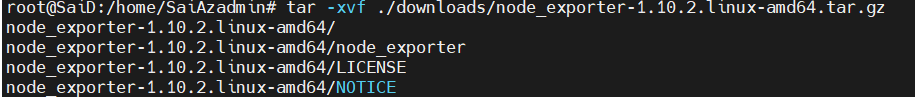 root@SaiD:/home/SaiAzadmin# tar -xvf ./downloads/node_exporter-1.10.2.linux-amd64.tar.gz
node_exporter-1.10.2.linux-amd64/
node_exporter-1.10.2.linux-amd64/node_exporter
node_exporter-1.10.2.linux-amd64/LICENSE
node_exporter-1.10.2.linux-amd64/NOTICE